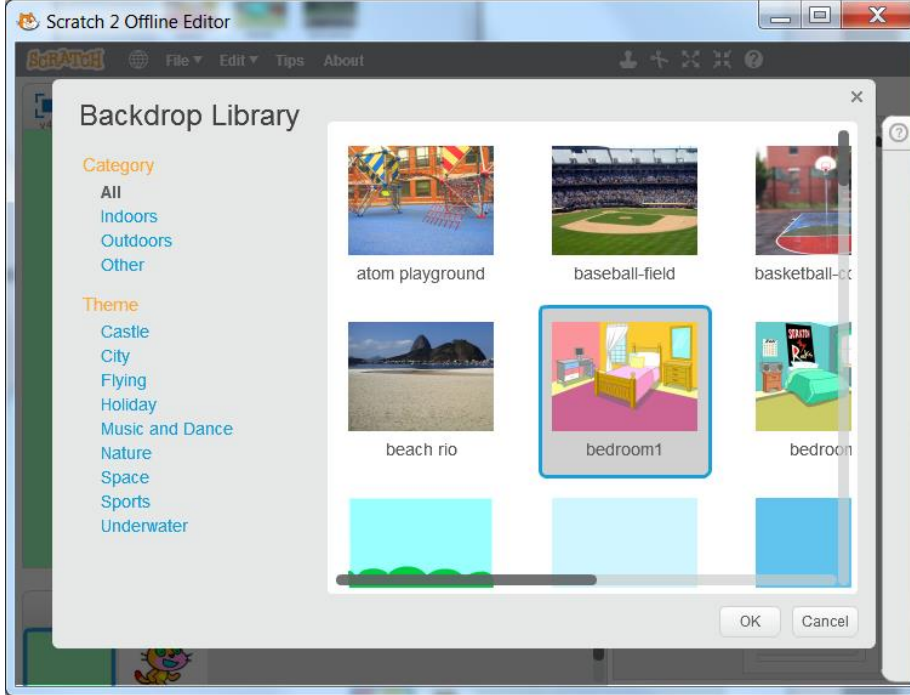 Scratch 2 Offline Editor
SCRATCH File Edit Tips About
Backdrop Library
Category
All
Indoors
Outdoors
Other
Theme
Castle
City
Flying
Holiday
Music and Dance
Nature
Space
Sports
Underwater
atom playground
baseball-field
beach rio
bedroom1
OK
Cancel